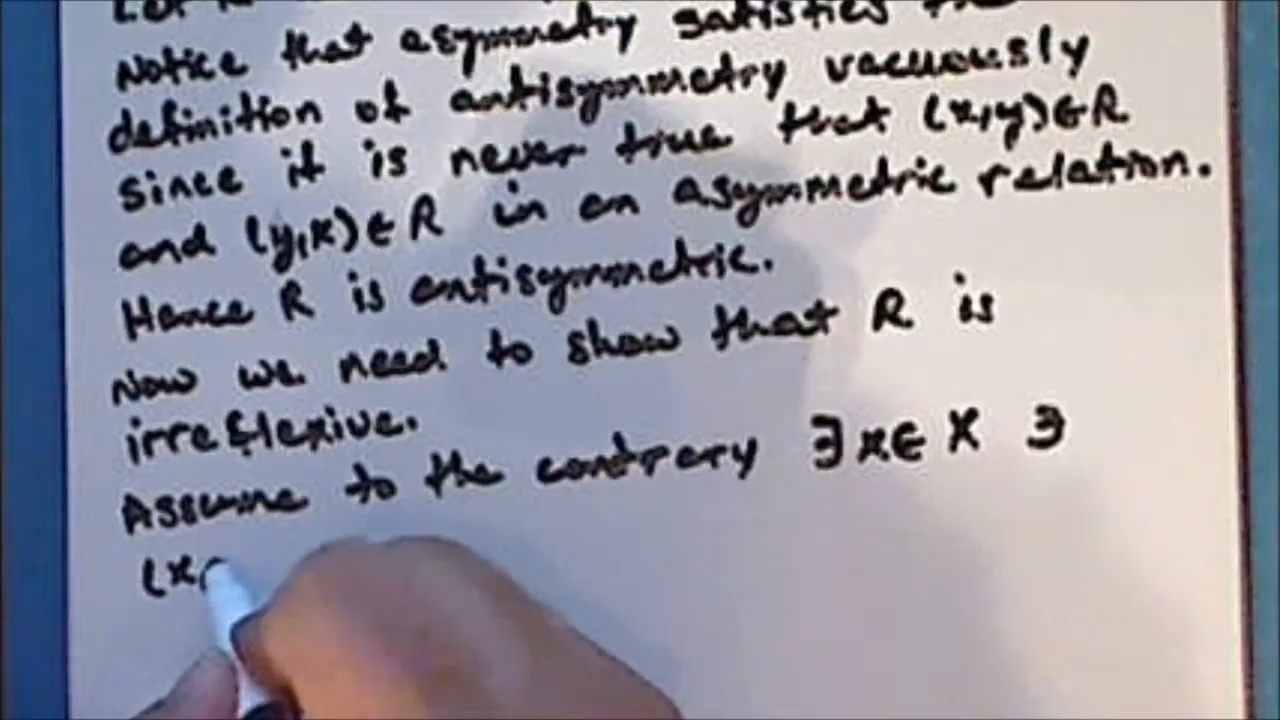 Let R
Notice that asymmetry satisfies the
definition of antisymmetry vacuously
since it is never true that (x,y)∈R
and (y,x)∈R in an asymmetric relation.
Hence R is antisymmetric.
Now we need to show that R is
irreflexive.
Assume to the contrary ∃x∈X ∋
(x,